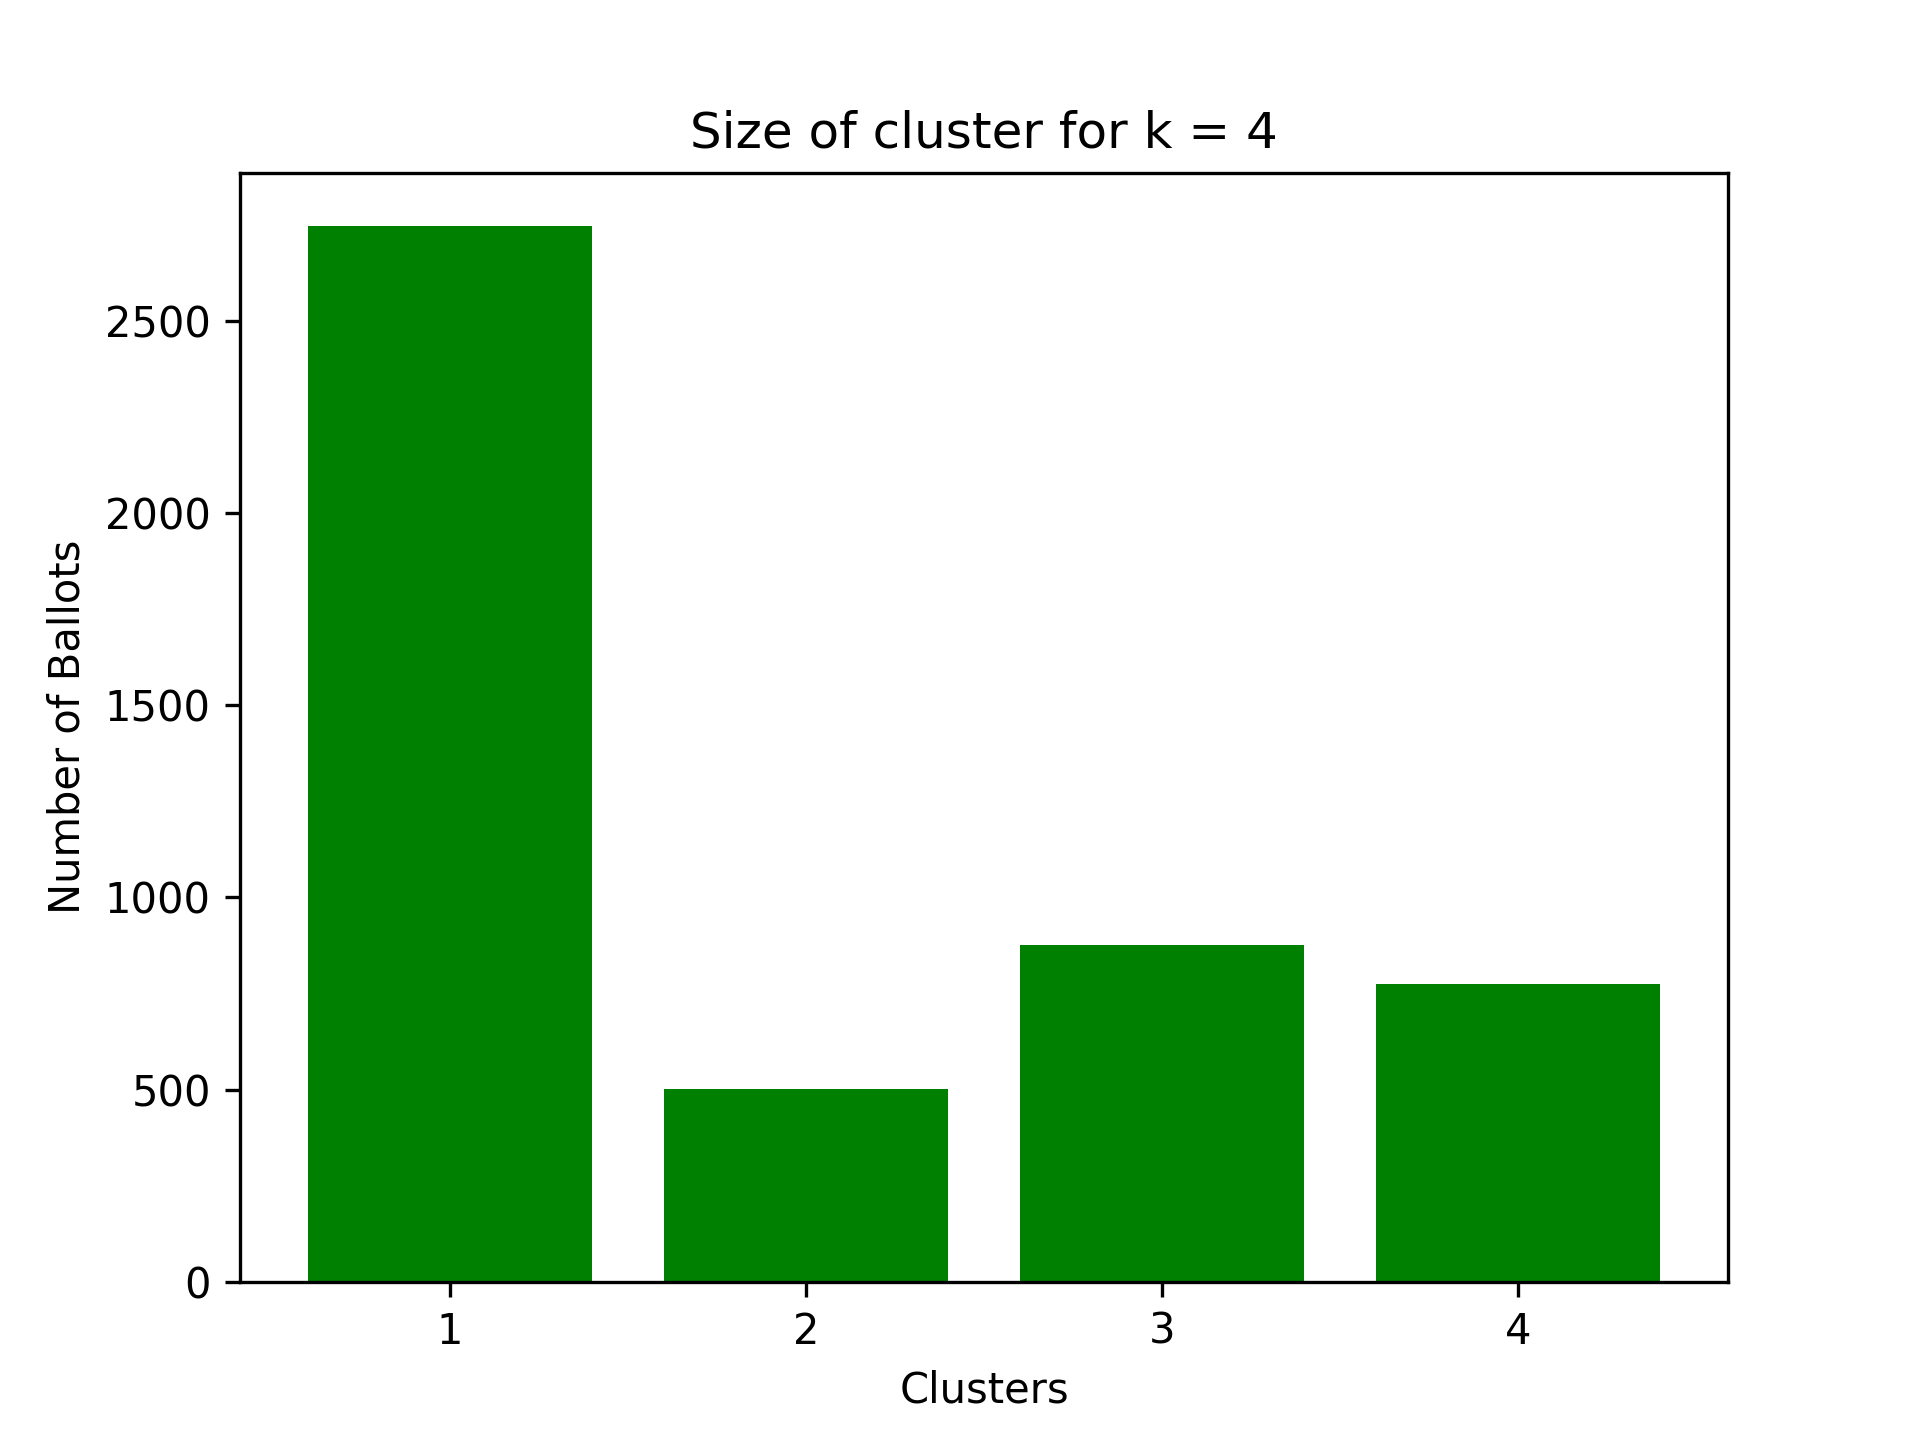 Size of cluster for k = 4
Number of Ballots
2500
2000
1500
1000
500
0
1 2 3 4
Clusters